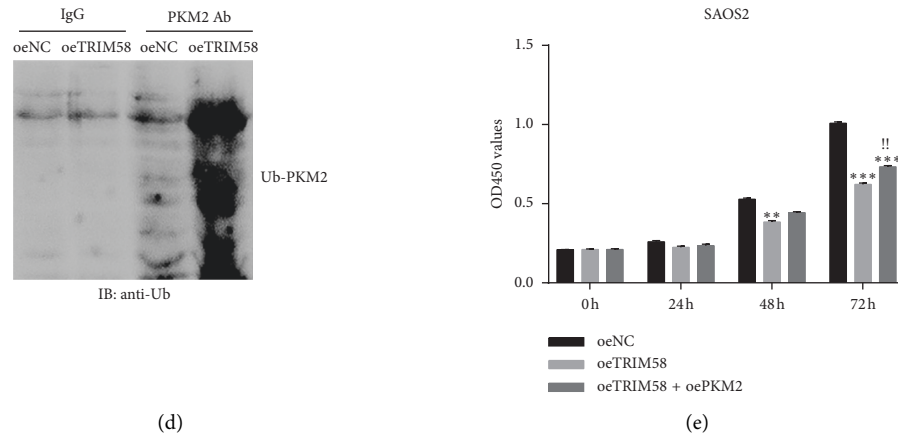 IgG PKM2 Ab
oeNC oeTRIM58 oeNC oeTRIM58
Ub-PKM2
IB: anti-Ub
(d)
SAOS2
OD450 values
1.5
1.0
0.5
0.0
**
***
!!
***
0h 24h 48h 72h
oeNC
oeTRIM58
oeTRIM58 + oePKM2
(e)